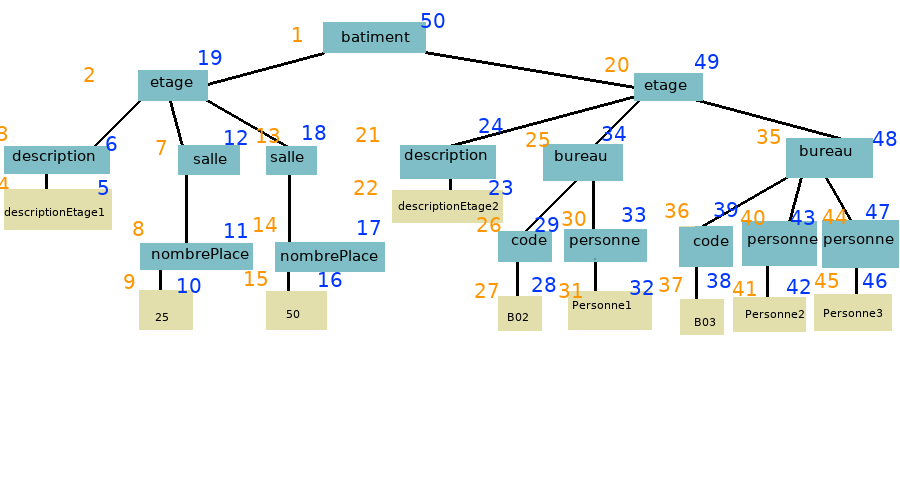 1 batiment 50
2 etage 19 20 etage 49
3 description 6 7 salle 12 13 salle 18 21 description 24 25 bureau 34 35 bureau 48
4 descriptionEtage1 5 22 descriptionEtage2 23
8 nombrePlace 11 14 nombrePlace 17 26 code 29 30 personne 33 36 code 39 40 personne 43 44 personne 47
9 25 10 15 50 16 27 B02 28 31 Personne1 32 37 B03 38 41 Personne2 42 45 Personne3 46